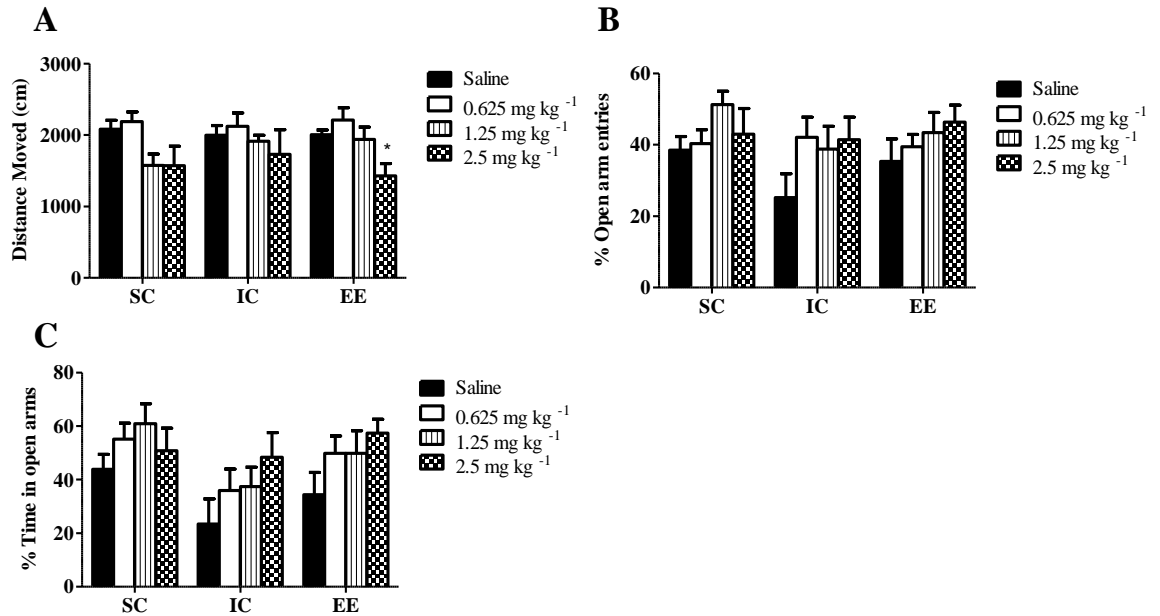 A
Distance Moved (cm)
3000
2000
1000
0
*
SC IC EE
Saline
0.625 mg kg -1
1.25 mg kg -1
2.5 mg kg -1
B
% Open arm entries
60
40
20
0
SC IC EE
Saline
0.625 mg kg -1
1.25 mg kg -1
2.5 mg kg -1
C
% Time in open arms
80
60
40
20
0
SC IC EE
Saline
0.625 mg kg -1
1.25 mg kg -1
2.5 mg kg -1